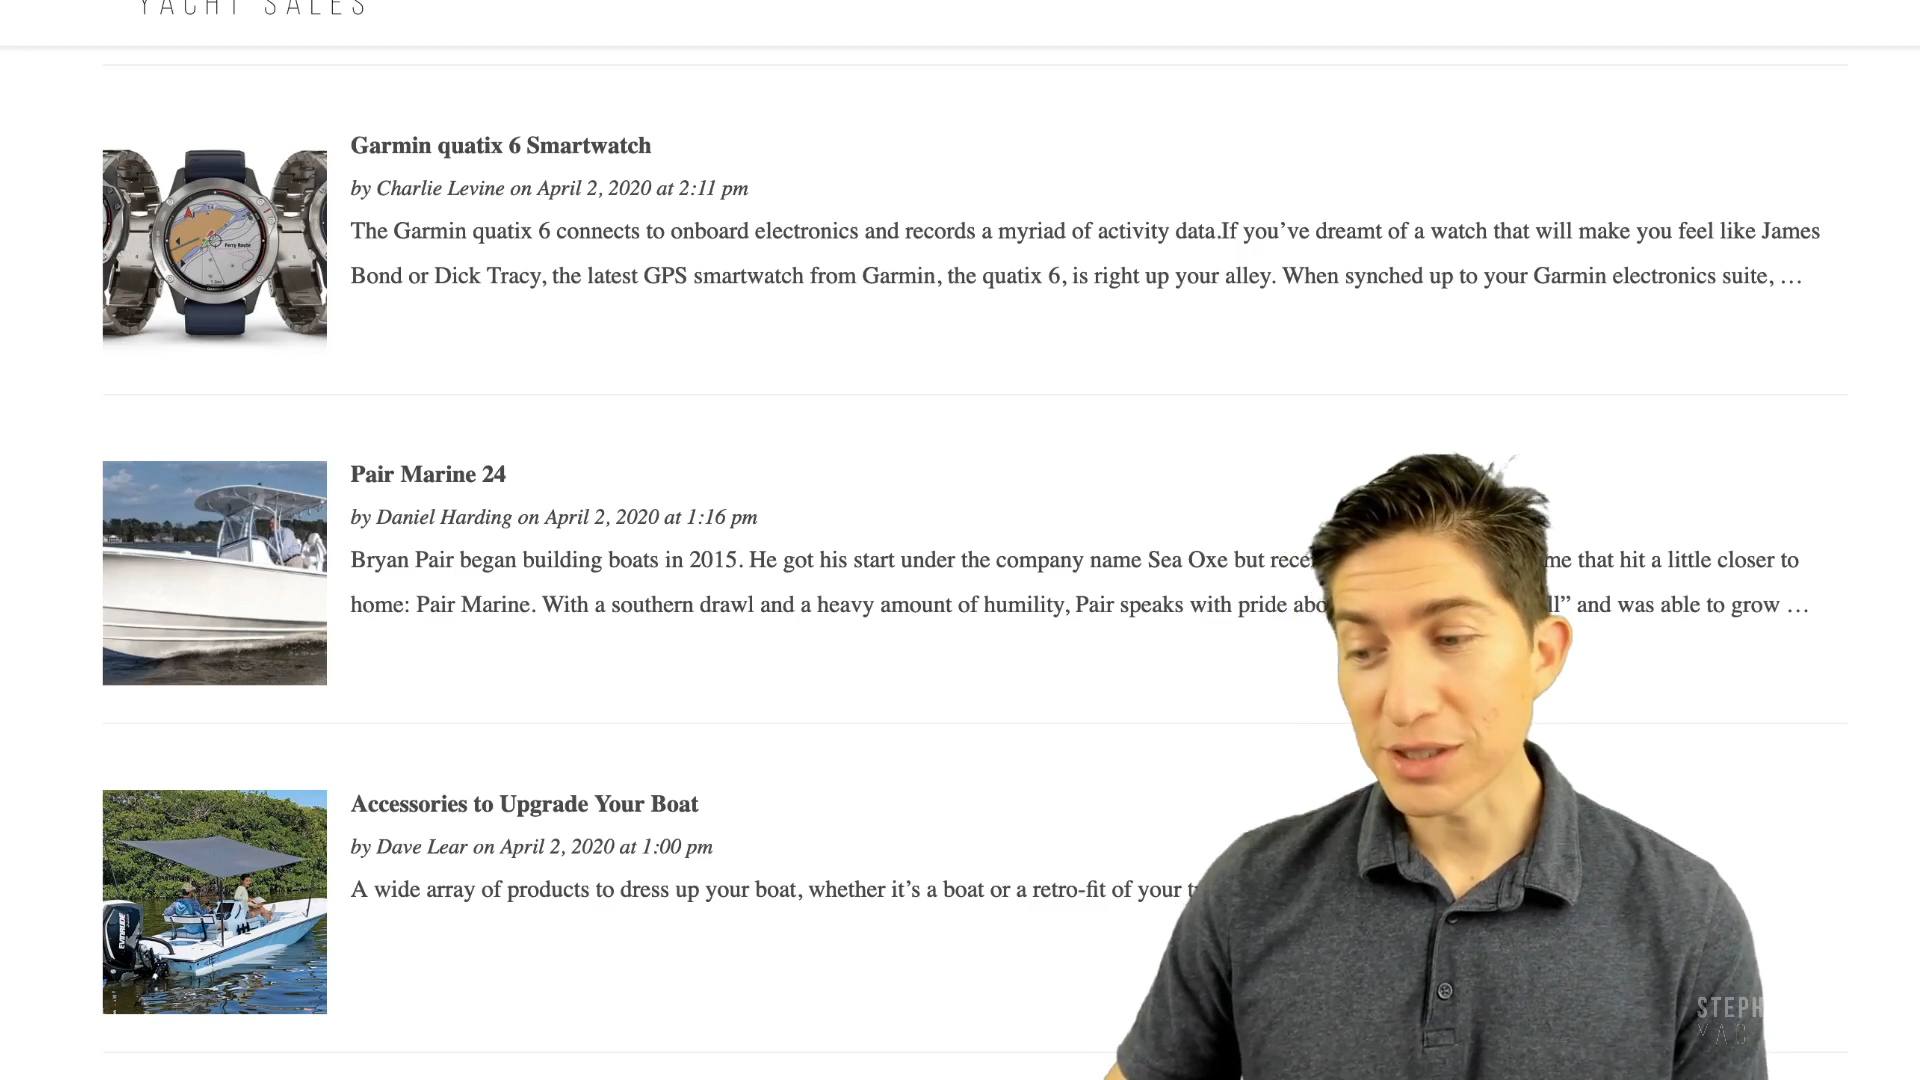 YACHT SALES
Garmin quatix 6 Smartwatch
by Charlie Levine on April 2, 2020 at 2:11 pm
The Garmin quatix 6 connects to onboard electronics and records a myriad of activity data.If you’ve dreamt of a watch that will make you feel like James
Bond or Dick Tracy, the latest GPS smartwatch from Garmin, the quatix 6, is right up your alley. When synched up to your Garmin electronics suite, …
Ferry Route
Pair Marine 24
by Daniel Harding on April 2, 2020 at 1:16 pm
Bryan Pair began building boats in 2015. He got his start under the company name Sea Oxe but rece me that hit a little closer to
home: Pair Marine. With a southern drawl and a heavy amount of humility, Pair speaks with pride abo ll” and was able to grow …
Accessories to Upgrade Your Boat
by Dave Lear on April 2, 2020 at 1:00 pm
A wide array of products to dress up your boat, whether it’s a boat or a retro-fit of your t
EVINRUDE
STEPH
YAC